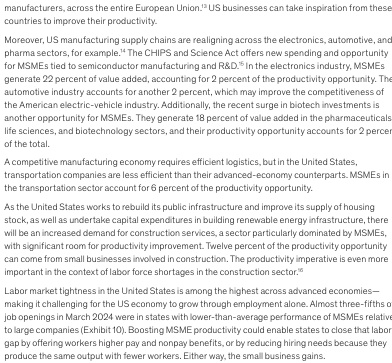 manufacturers, across the entire European Union.¹³ US businesses can take inspiration from these
countries to improve their productivity.
Moreover, US manufacturing supply chains are realigning across the electronics, automotive, and
pharma sectors, for example.¹⁴ The CHIPS and Science Act offers new spending and opportunity
for MSMEs tied to semiconductor manufacturing and R&D.¹⁵ In the electronics industry, MSMEs
generate 22 percent of value added, accounting for 2 percent of the productivity opportunity. The
automotive industry accounts for another 2 percent, which may improve the competitiveness of
the American electric-vehicle industry. Additionally, the recent surge in biotech investments is
another opportunity for MSMEs. They generate 18 percent of value added in the pharmaceuticals,
life sciences, and biotechnology sectors, and their productivity opportunity accounts for 2 percent
of the total.
A competitive manufacturing economy requires efficient logistics, but in the United States,
transportation companies are less efficient than their advanced-economy counterparts. MSMEs in
the transportation sector account for 6 percent of the productivity opportunity.
As the United States works to rebuild its public infrastructure and improve its supply of housing
stock, as well as undertake capital expenditures in building renewable energy infrastructure, there
will be an increased demand for construction services, a sector particularly dominated by MSMEs,
with significant room for productivity improvement. Twelve percent of the productivity opportunity
can come from small businesses involved in construction. The productivity imperative is even more
important in the context of labor force shortages in the construction sector.¹⁶
Labor market tightness in the United States is among the highest across advanced economies—
making it challenging for the US economy to grow through employment alone. Almost three-fifths of
job openings in March 2024 were in states with lower-than-average performance of MSMEs relative
to large companies (Exhibit 10). Boosting MSME productivity could enable states to close that labor
gap by offering workers higher pay and nonpay benefits, or by reducing hiring needs because they
produce the same output with fewer workers. Either way, the small business gains.